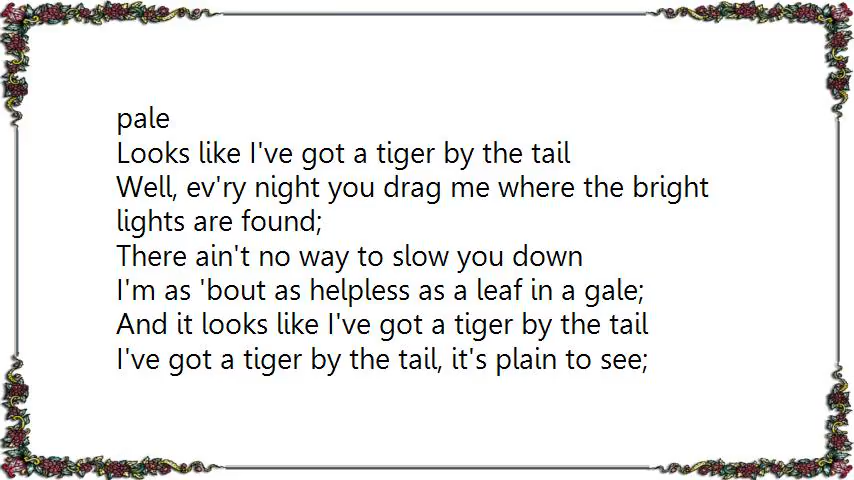 pale
Looks like I've got a tiger by the tail
Well, ev'ry night you drag me where the bright
lights are found;
There ain't no way to slow you down
I'm as 'bout as helpless as a leaf in a gale;
And it looks like I've got a tiger by the tail
I've got a tiger by the tail, it's plain to see;